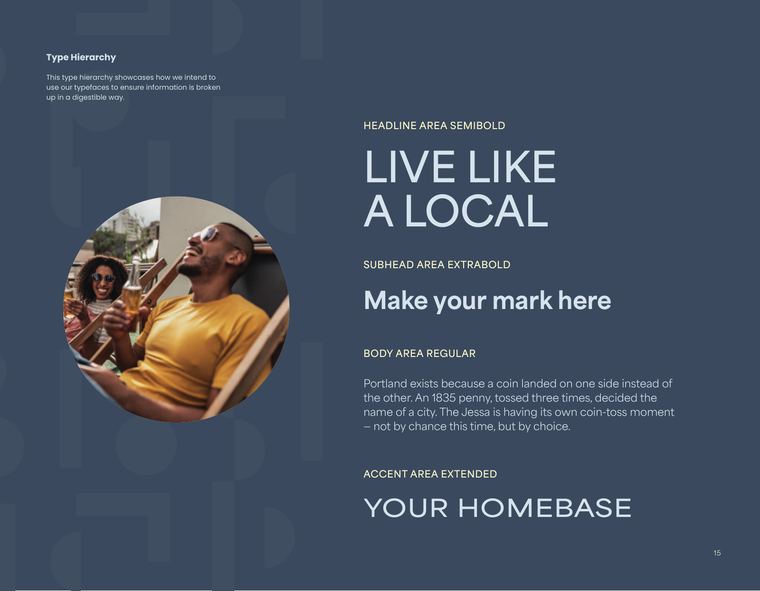 Type Hierarchy
This type hierarchy showcases how we intend to
use our typefaces to ensure information is broken
up in a digestible way.
HEADLINE AREA SEMIBOLD
LIVE LIKE
A LOCAL
SUBHEAD AREA EXTRABOLD
Make your mark here
BODY AREA REGULAR
Portland exists because a coin landed on one side instead of
the other. An 1835 penny, tossed three times, decided the
name of a city. The Jessa is having its own coin-toss moment
– not by chance this time, but by choice.
ACCENT AREA EXTENDED
YOUR HOMEBASE
15